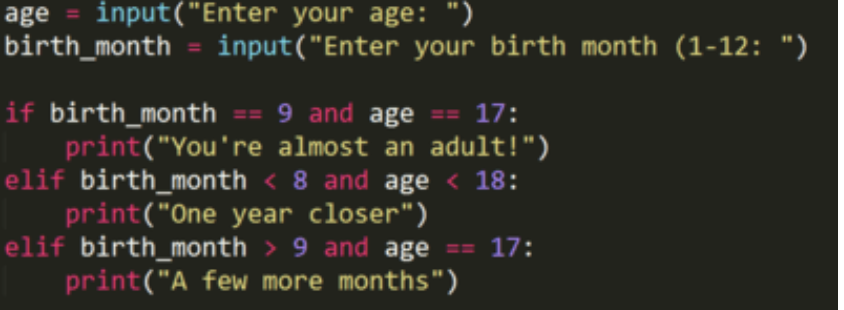 age = input("Enter your age: ")
birth_month = input("Enter your birth month (1-12: ")
if birth_month == 9 and age == 17:
    print("You're almost an adult!")
elif birth_month < 8 and age < 18:
    print("One year closer")
elif birth_month > 9 and age == 17:
    print("A few more months")